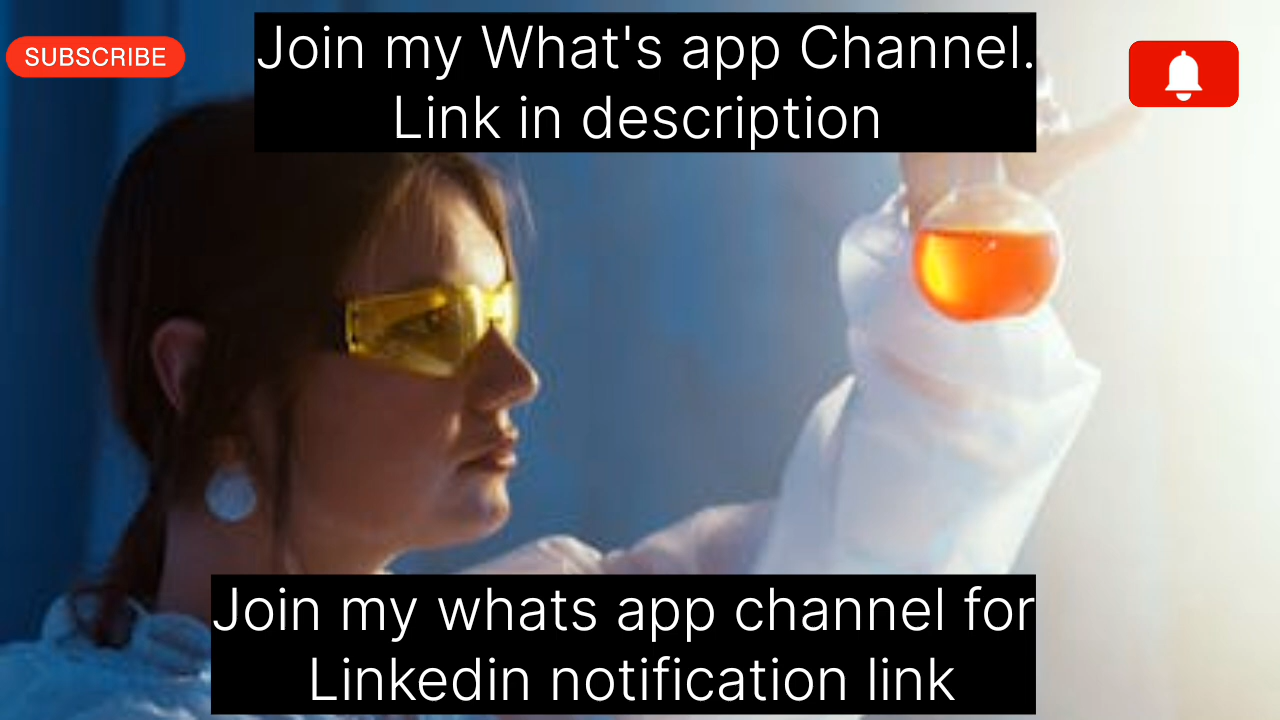 SUBSCRIBE
Join my What's app Channel.
Link in description
Join my whats app channel for
Linkedin notification link